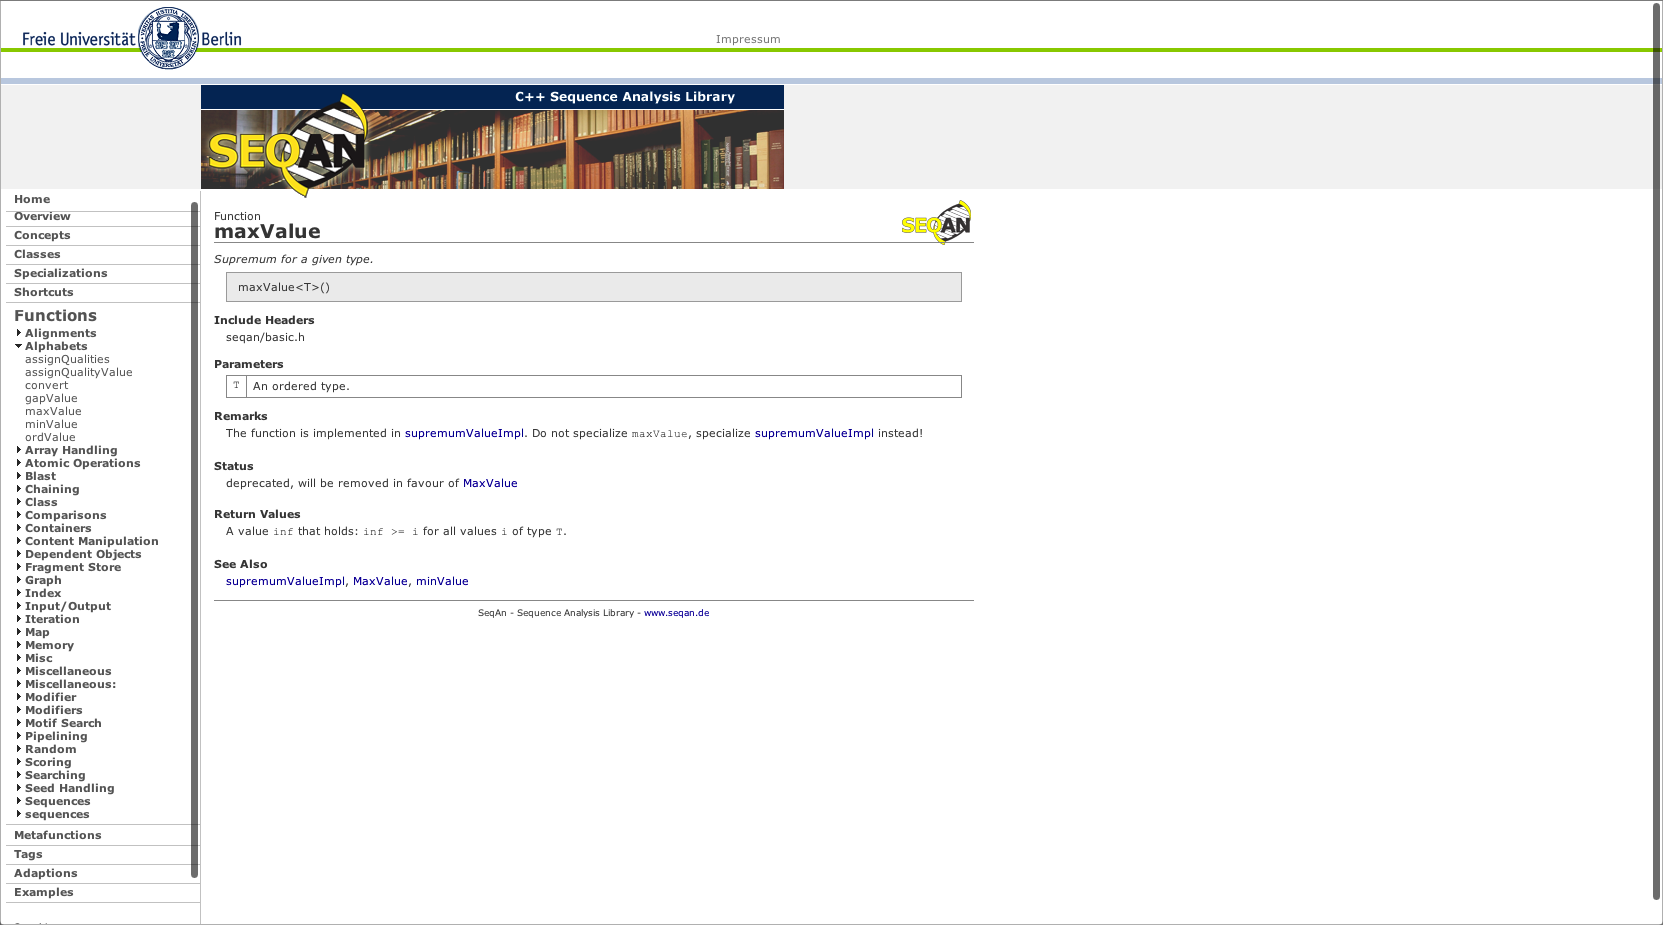 Freie Universität Berlin
Impressum
C++ Sequence Analysis Library
SEQAN
Home
Overview
Concepts
Classes
Specializations
Shortcuts
Functions
Alignments
Alphabets
assignQualities
assignQualityValue
convert
gapValue
maxValue
minValue
ordValue
Array Handling
Atomic Operations
Blast
Chaining
Class
Comparisons
Containers
Content Manipulation
Dependent Objects
Fragment Store
Graph
Index
Input/Output
Iteration
Map
Memory
Misc
Miscellaneous
Miscellaneous:
Modifier
Modifiers
Motif Search
Pipelining
Random
Scoring
Searching
Seed Handling
Sequences
sequences
Metafunctions
Tags
Adaptions
Examples
Function
maxValue
SEQAN
Supremum for a given type.
maxValue<T>()
Include Headers
seqan/basic.h
Parameters
T An ordered type.
Remarks
The function is implemented in supremumValueImpl. Do not specialize maxValue, specialize supremumValueImpl instead!
Status
deprecated, will be removed in favour of MaxValue
Return Values
A value inf that holds: inf >= i for all values i of type T.
See Also
supremumValueImpl, MaxValue, minValue
SeqAn - Sequence Analysis Library - www.seqan.de